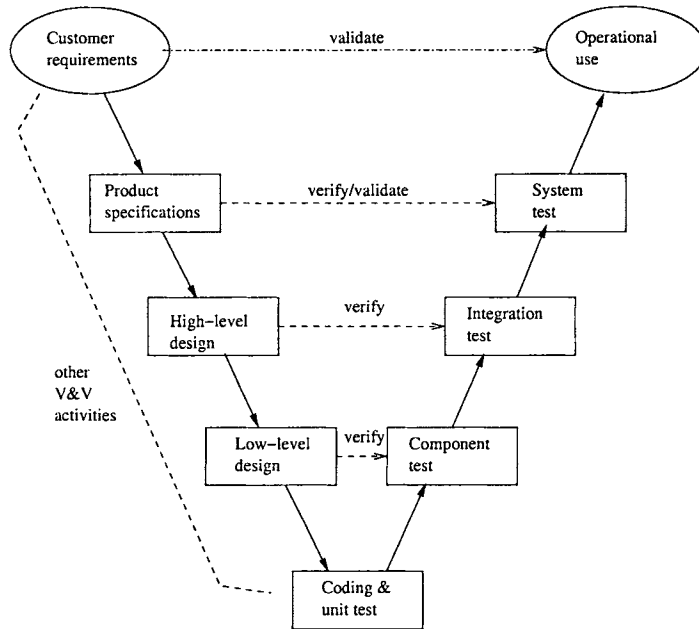 Customer
requirements
validate
Operational
use
Product
specifications
verify/validate
System
test
High-level
design
verify
Integration
test
other
V&V
activities
Low-level
design
verify
Component
test
Coding &
unit test